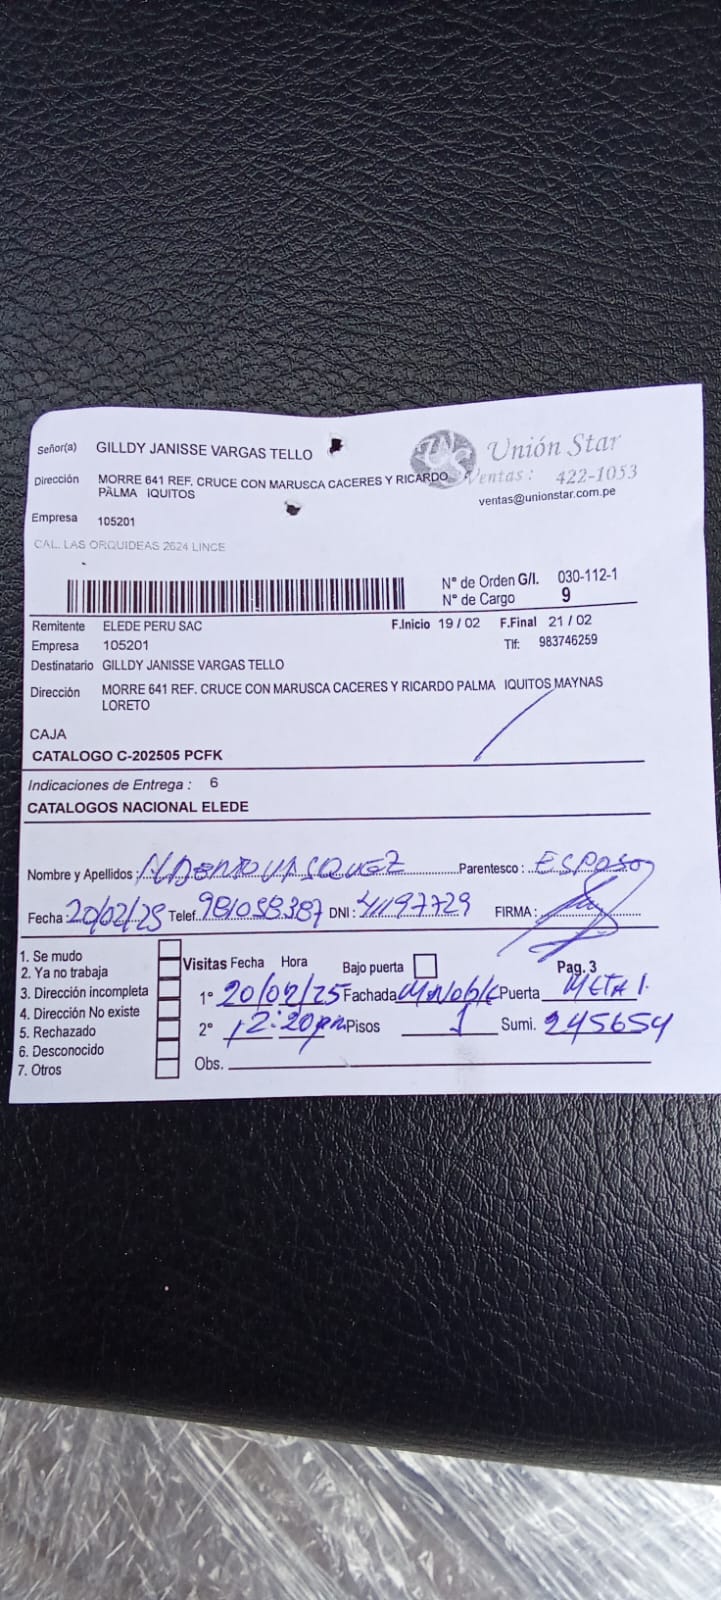 Señor(a) GILLDY JANISSE VARGAS TELLO
Unión Star
Dirección MORRE 641 REF. CRUCE CON MARUSCA CACERES Y RICARDO PALMA IQUITOS
Ventas: 422-1053
ventas@unionstar.com.pe
Empresa 105201
CAL. LAS ORQUIDEAS 2624 LINCE
N° de Orden G/I. 030-112-1
N° de Cargo 9
Remitente ELEDE PERU SAC F.Inicio 19 / 02 F.Final 21 / 02
Empresa 105201 Tlf: 983746259
Destinatario GILLDY JANISSE VARGAS TELLO
Dirección MORRE 641 REF. CRUCE CON MARUSCA CACERES Y RICARDO PALMA IQUITOS MAYNAS
LORETO
CAJA
CATALOGO C-202505 PCFK
Indicaciones de Entrega : 6
CATALOGOS NACIONAL ELEDE
Nombre y Apellidos : VASQUEZ Parentesco : ESPOSO
Fecha : 20/02/25 Telef. 981058387 DNI : 41197729 FIRMA :
1. Se mudo
2. Ya no trabaja
3. Dirección incompleta
4. Dirección No existe
5. Rechazado
6. Desconocido
7. Otros
Visitas Fecha Hora Bajo puerta Pag. 3
1° 20/02/25 Fachada Puerta METAL
2° 12:20pm Pisos 1 Sumi. 245654
Obs.